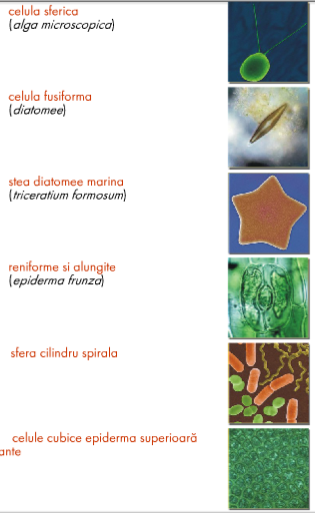 celula sferica
(alga microscopica)
celula fusiforma
(diatomee)
stea diatomee marina
(triceratium formosum)
reniforme si alungite
(epiderma frunza)
sfera cilindru spirala
celule cubice epiderma superioară
ante